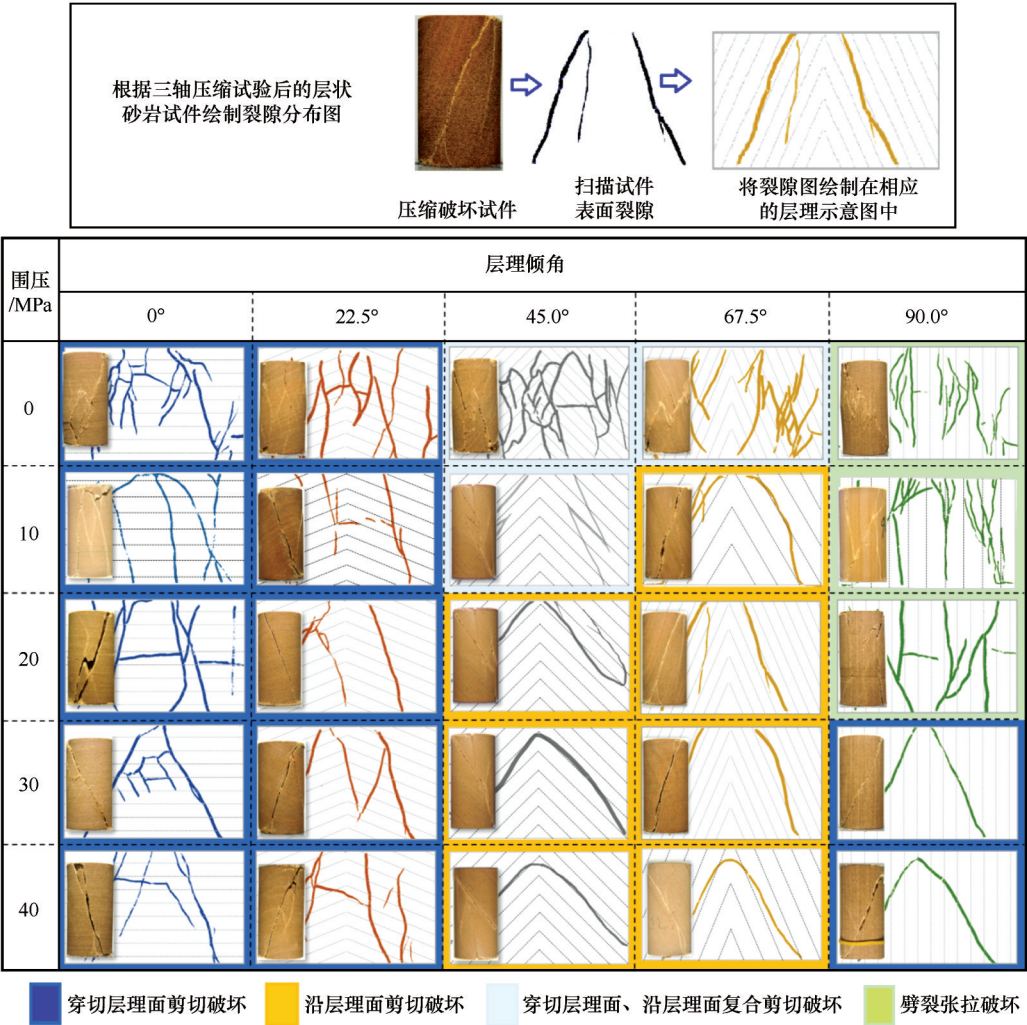 根据三轴压缩试验后的层状
砂岩试件绘制裂隙分布图
压缩破坏试件
扫描试件
表面裂隙
将裂隙图绘制在相应
的层理示意图中
围压
/MPa
层理倾角
0° 22.5° 45.0° 67.5° 90.0°
0
10
20
30
40
穿切层理面剪切破坏 沿层理面剪切破坏 穿切层理面、沿层理面复合剪切破坏 劈裂张拉破坏